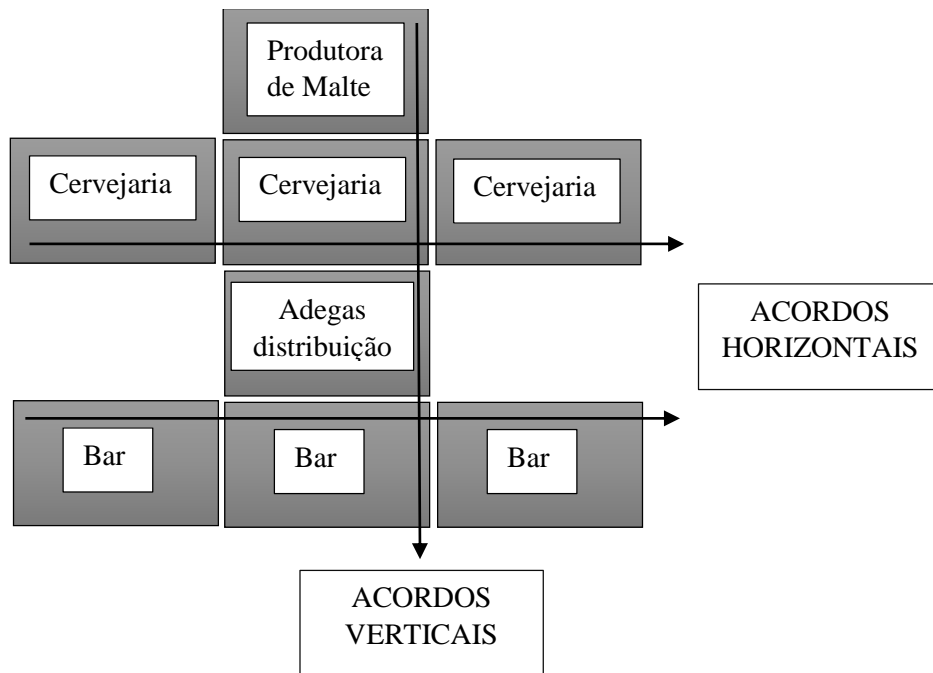 Produtora
de Malte
Cervejaria
Cervejaria
Cervejaria
Adegas
distribuição
ACORDOS
HORIZONTAIS
Bar
Bar
Bar
ACORDOS
VERTICAIS